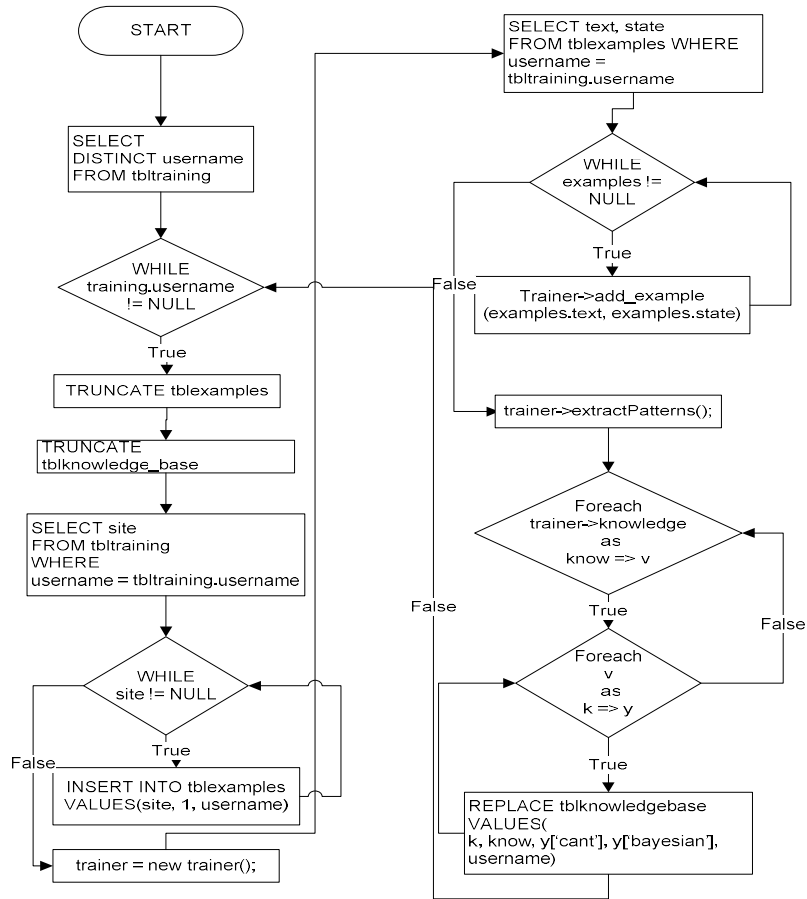 START
SELECT
DISTINCT username
FROM tbltraining
WHILE
training.username
!= NULL
True
TRUNCATE tblexamples
TRUNCATE
tblknowledge_base
SELECT site
FROM tbltraining
WHERE
username = tbltraining.username
WHILE
site != NULL
True
False
INSERT INTO tblexamples
VALUES(site, 1, username)
trainer = new trainer();
SELECT text, state
FROM tblexamples WHERE
username =
tbltraining.username
WHILE
examples !=
NULL
True
False
Trainer->add_example
(examples.text, examples.state)
trainer->extractPatterns();
Foreach
trainer->knowledge
as
know => v
True
False
False
Foreach
v
as
k => y
True
REPLACE tblknowledgebase
VALUES(
k, know, y['cant'], y['bayesian'],
username)